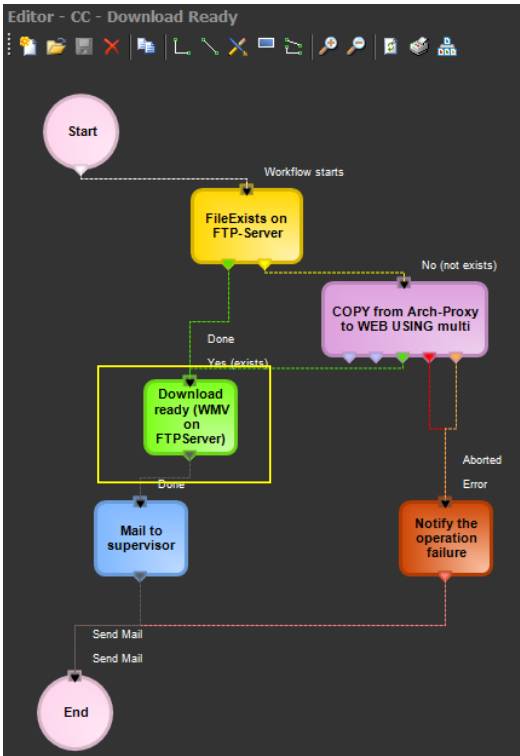 Editor - CC - Download Ready
Start
Workflow starts
FileExists on
FTP-Server
No (not exists)
COPY from Arch-Proxy
to WEB USING multi
Done
Yes (exists)
Download
ready (WMV
on
FTPServer)
Aborted
Error
Done
Mail to
supervisor
Notify the
operation
failure
Send Mail
Send Mail
End